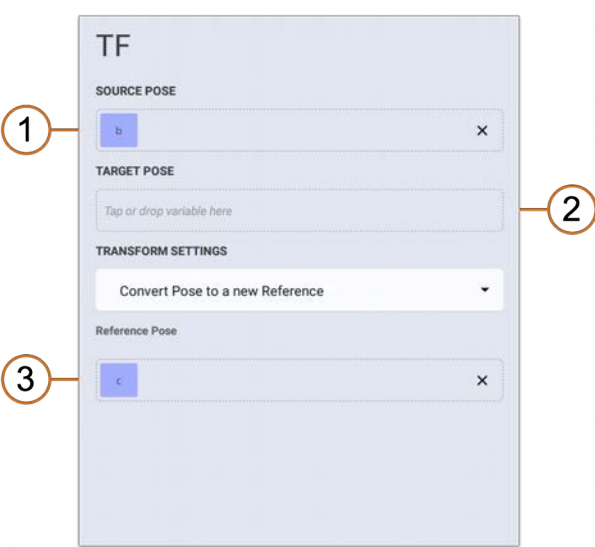 TF
SOURCE POSE
1
b
×
TARGET POSE
Tap or drop variable here
2
TRANSFORM SETTINGS
Convert Pose to a new Reference
Reference Pose
3
c
×